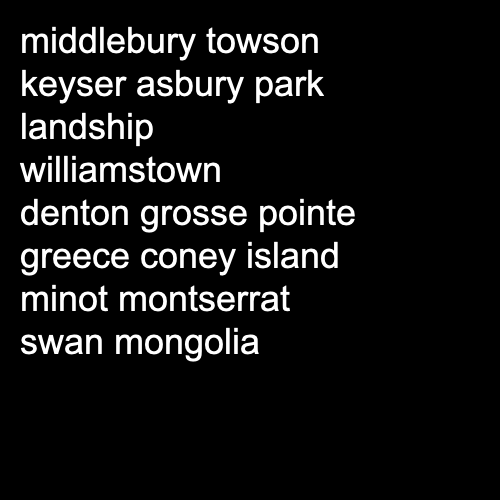 middlebury towson
keyser asbury park
landship
williamstown
denton grosse pointe
greece coney island
minot montserrat
swan mongolia